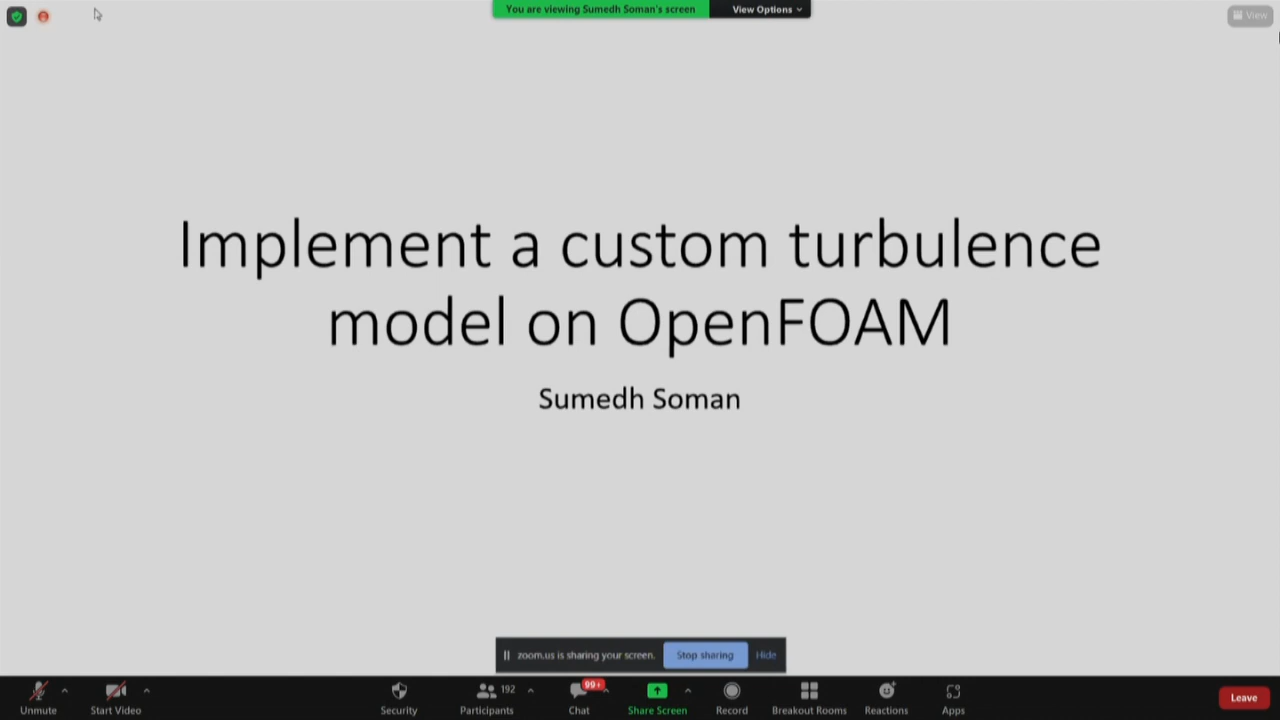 You are viewing Sumedh Soman's screen
View Options
View
Implement a custom turbulence
model on OpenFOAM
Sumedh Soman
zoom.us is sharing your screen.
Stop sharing
Hide
192
99+
Unmute
Start Video
Security
Participants
Chat
Share Screen
Record
Breakout Rooms
Reactions
Apps
Leave